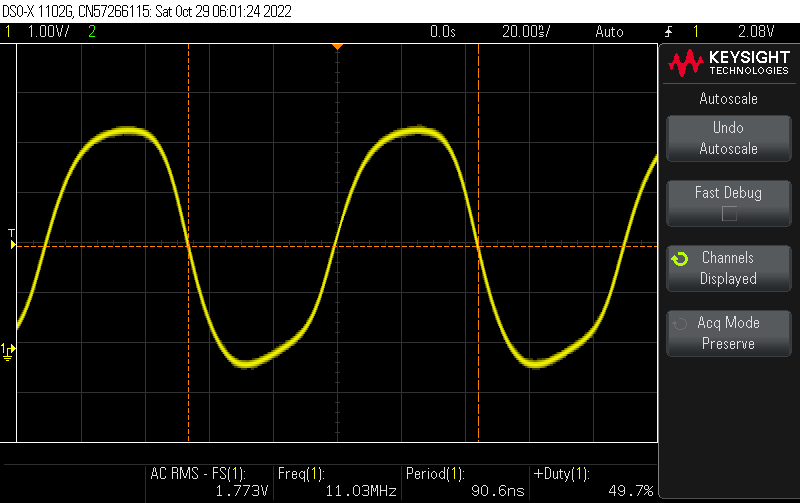 DSO-X 1102G, CN57266115: Sat Oct 29 06:01:24 2022
1 1.00V/ 2 0.0s 20.00ns/ Auto 1 2.08V
KEYSIGHT
TECHNOLOGIES
Autoscale
Undo
Autoscale
Fast Debug
T
Channels
Displayed
Acq Mode
Preserve
1
AC RMS - FS(1): Freq(1): Period(1): +Duty(1):
1.773V 11.03MHz 90.6ns 49.7%